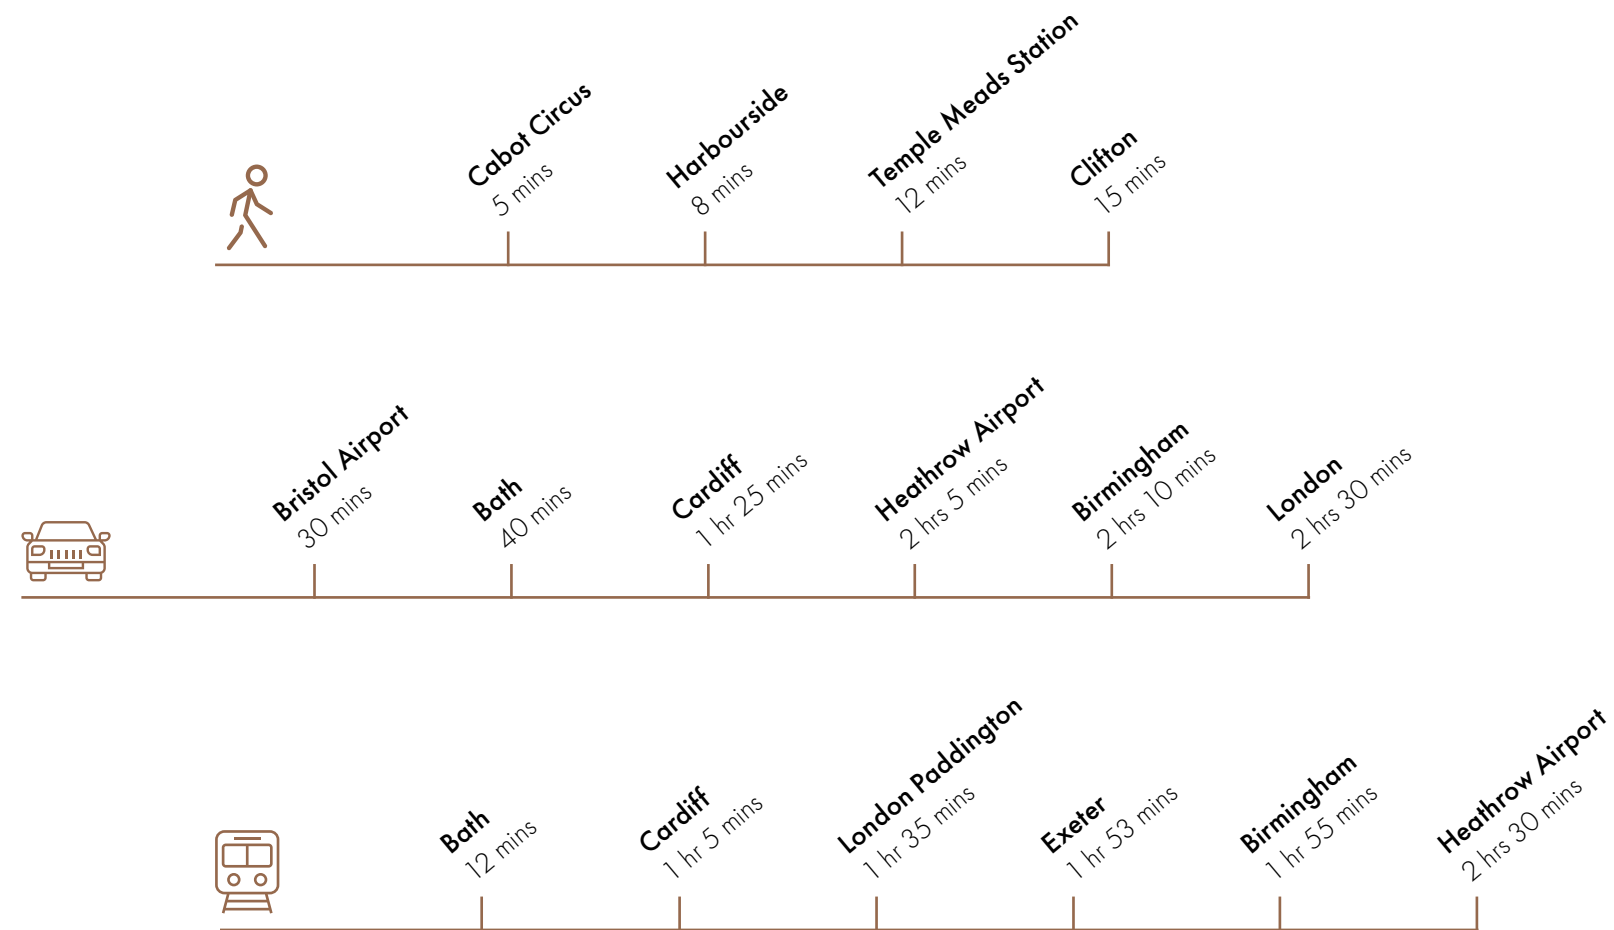 Cabot Circus
5 mins
Harbourside
8 mins
Temple Meads Station
12 mins
Clifton
15 mins
Bristol Airport
30 mins
Bath
40 mins
Cardiff
1 hr 25 mins
Heathrow Airport
2 hrs 5 mins
Birmingham
2 hrs 10 mins
London
2 hrs 30 mins
Bath
12 mins
Cardiff
1 hr 5 mins
London Paddington
1 hr 35 mins
Exeter
1 hr 53 mins
Birmingham
1 hr 55 mins
Heathrow Airport
2 hrs 30 mins